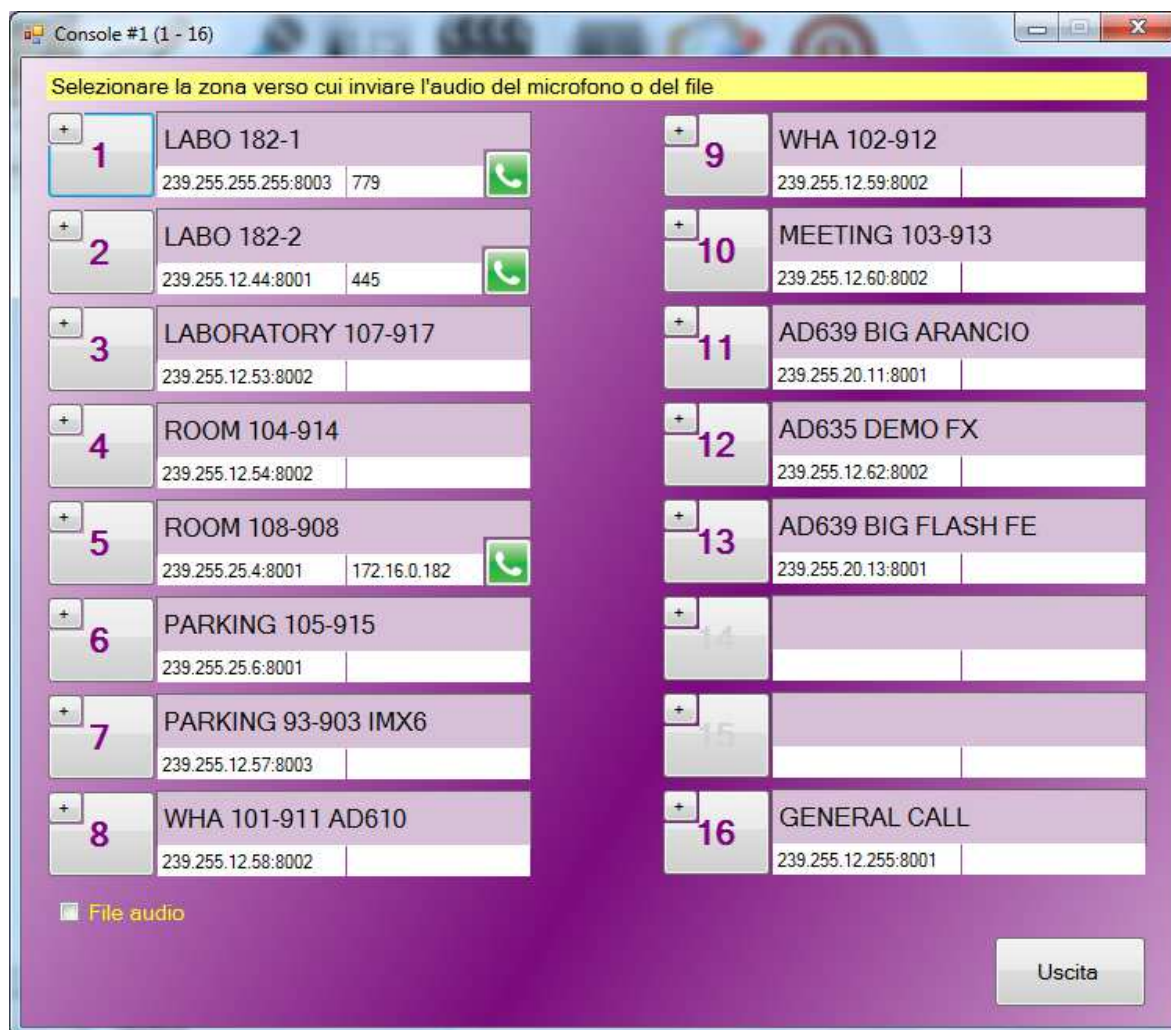 Console #1 (1 - 16)
Selezionare la zona verso cui inviare l'audio del microfono o del file
+
1
LABO 182-1
239.255.255.255:8003 779
+
2
LABO 182-2
239.255.12.44:8001 445
+
3
LABORATORY 107-917
239.255.12.53:8002
+
4
ROOM 104-914
239.255.12.54:8002
+
5
ROOM 108-908
239.255.25.4:8001 172.16.0.182
+
6
PARKING 105-915
239.255.25.6:8001
+
7
PARKING 93-903 IMX6
239.255.12.57:8003
+
8
WHA 101-911 AD610
239.255.12.58:8002
+
9
WHA 102-912
239.255.12.59:8002
+
10
MEETING 103-913
239.255.12.60:8002
+
11
AD639 BIG ARANCIO
239.255.20.11:8001
+
12
AD635 DEMO FX
239.255.12.62:8002
+
13
AD639 BIG FLASH FE
239.255.20.13:8001
+
14
+
15
+
16
GENERAL CALL
239.255.12.255:8001
File audio
Uscita